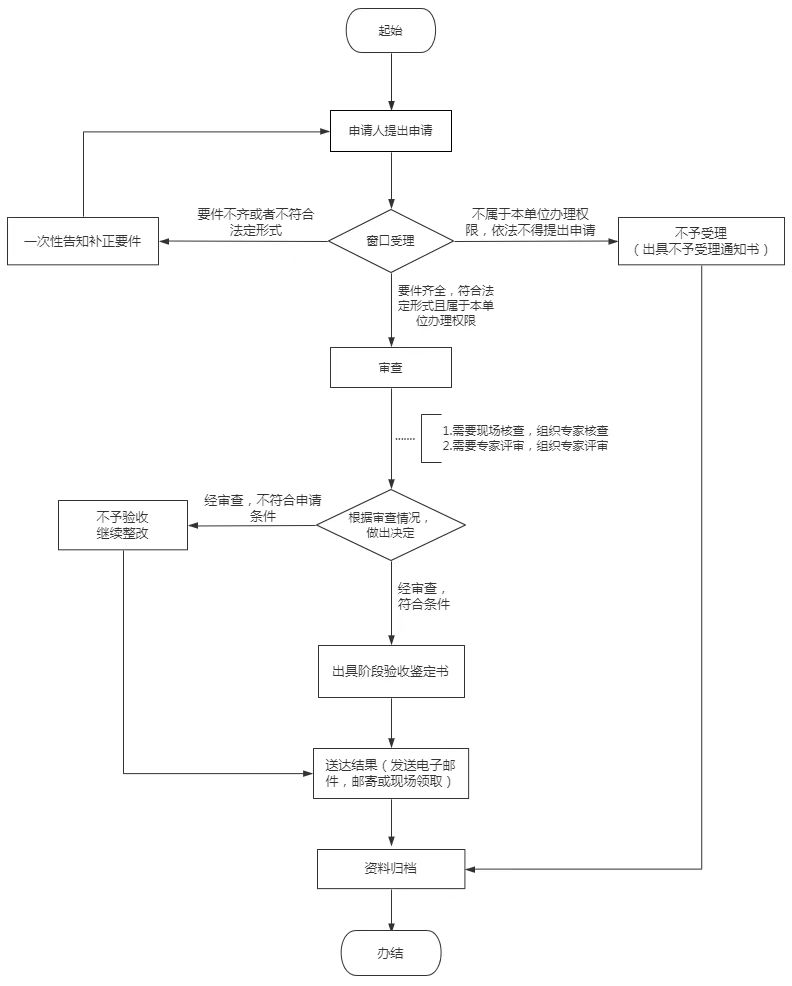 起始
申请人提出申请
要件不齐或者不符合
法定形式
不属于本单位办理权
限，依法不得提出申请
一次性告知补正要件
窗口受理
不予受理
（出具不予受理通知书）
要件齐全，符合法
定形式且属于本单
位办理权限
审查
.......
1.需要现场核查，组织专家核查
2.需要专家评审，组织专家评审
经审查，不符合申请
条件
不予验收
继续整改
根据审查情况，
做出决定
经审查，
符合条件
出具阶段验收鉴定书
送达结果（发送电子邮
件，邮寄或现场领取）
资料归档
办结